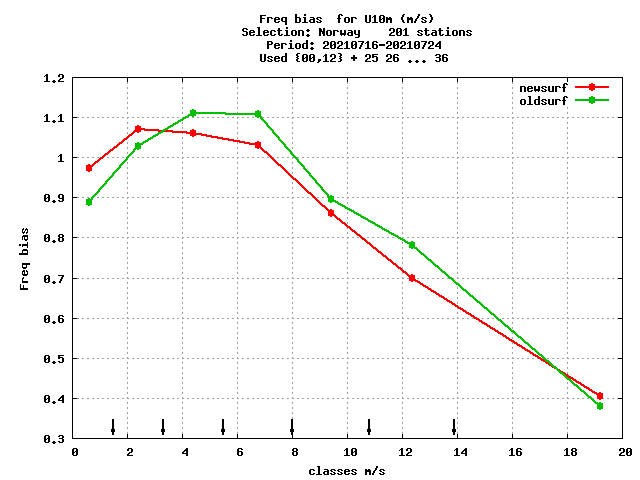 Freq bias  for U10m (m/s)
Selection: Norway    201 stations
Period: 20210716-20210724
Used {00,12} + 25 26 ... 36
newsurf
oldsurf
1.2
1.1
1
0.9
0.8
0.7
0.6
0.5
0.4
0.3
Freq bias
0 2 4 6 8 10 12 14 16 18 20
classes m/s